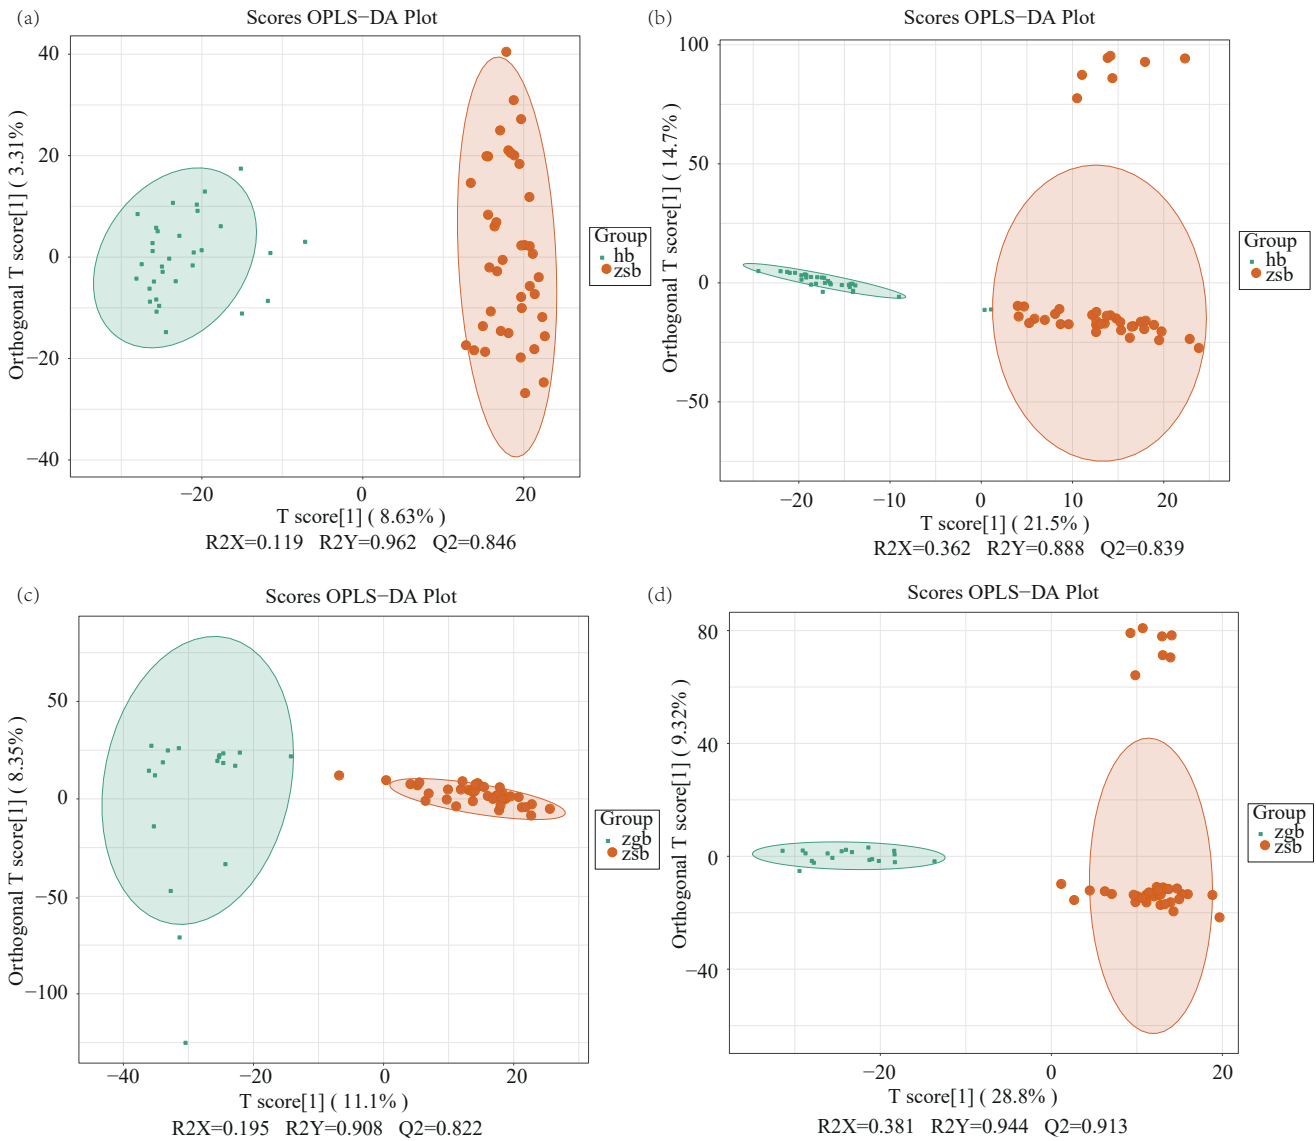 (a)
Scores OPLS−DA Plot
Orthogonal T score[1] ( 3.31% )
40
20
0
−20
−40
−20
0
20
T score[1] ( 8.63% )
R2X=0.119 R2Y=0.962 Q2=0.846
Group
hb
zsb
(b)
Scores OPLS−DA Plot
Orthogonal T score[1] ( 14.7% )
100
50
0
−50
−20
−10
0
10
20
T score[1] ( 21.5% )
R2X=0.362 R2Y=0.888 Q2=0.839
Group
hb
zsb
(c)
Scores OPLS−DA Plot
Orthogonal T score[1] ( 8.35% )
50
0
−50
−100
−40
−20
0
20
T score[1] ( 11.1% )
R2X=0.195 R2Y=0.908 Q2=0.822
Group
zgb
zsb
(d)
Scores OPLS−DA Plot
Orthogonal T score[1] ( 9.32% )
80
40
0
−40
−20
0
20
T score[1] ( 28.8% )
R2X=0.381 R2Y=0.944 Q2=0.913
Group
zgb
zsb